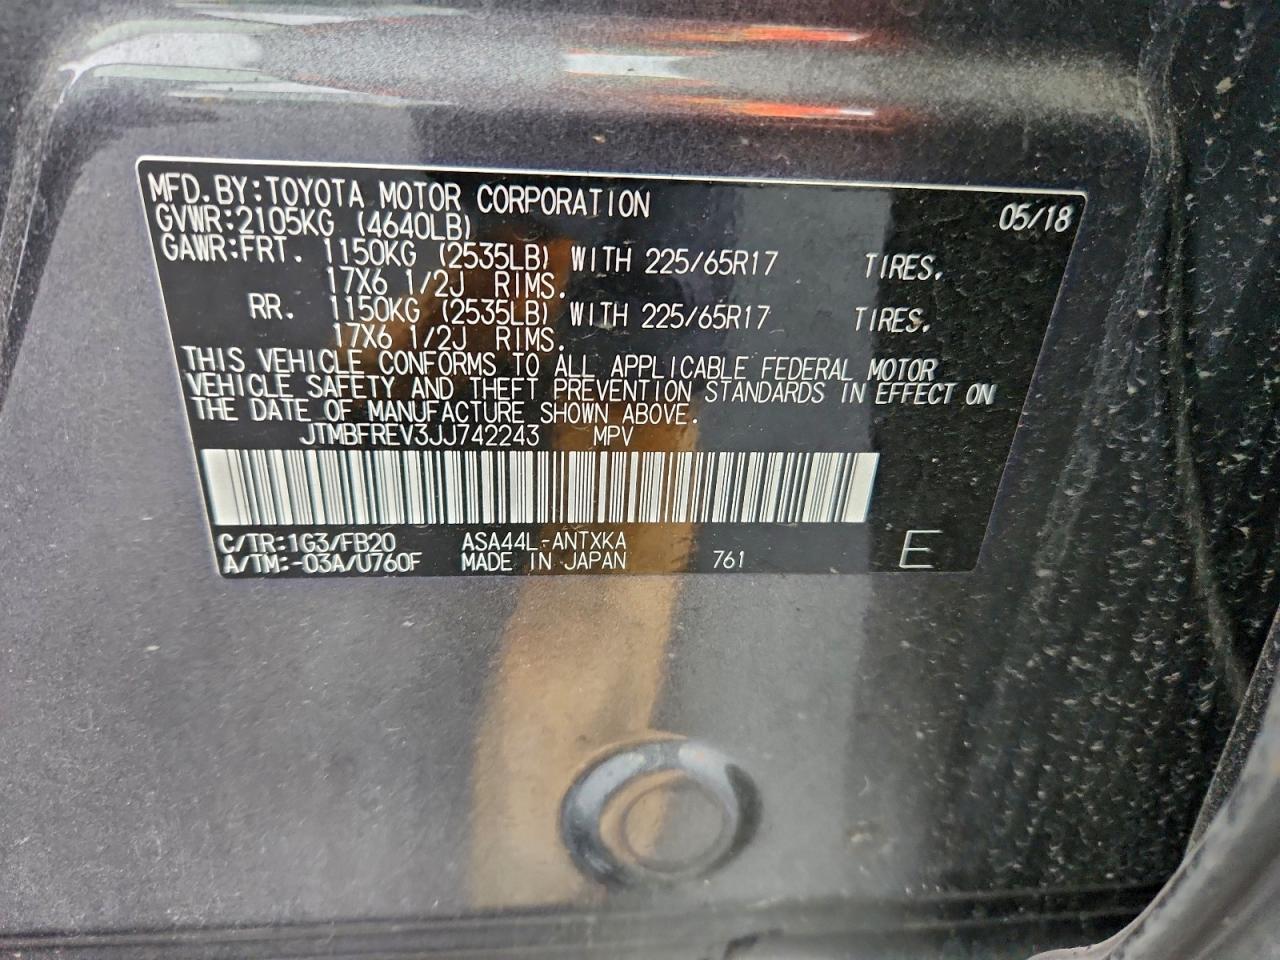 MFD.BY:TOYOTA MOTOR CORPORATION 05/18
GVWR:2105KG (4640LB)
GAWR:FRT. 1150KG (2535LB) WITH 225/65R17 TIRES,
17X6 1/2J RIMS.
RR. 1150KG (2535LB) WITH 225/65R17 TIRES,
17X6 1/2J RIMS.
THIS VEHICLE CONFORMS TO ALL APPLICABLE FEDERAL MOTOR
VEHICLE SAFETY AND THEFT PREVENTION STANDARDS IN EFFECT ON
THE DATE OF MANUFACTURE SHOWN ABOVE.
JTMBFREV3JJ742243 MPV
C/TR:1G3/FB20 ASA44L-ANTXKA
A/TM:-03A/U760F MADE IN JAPAN 761 E